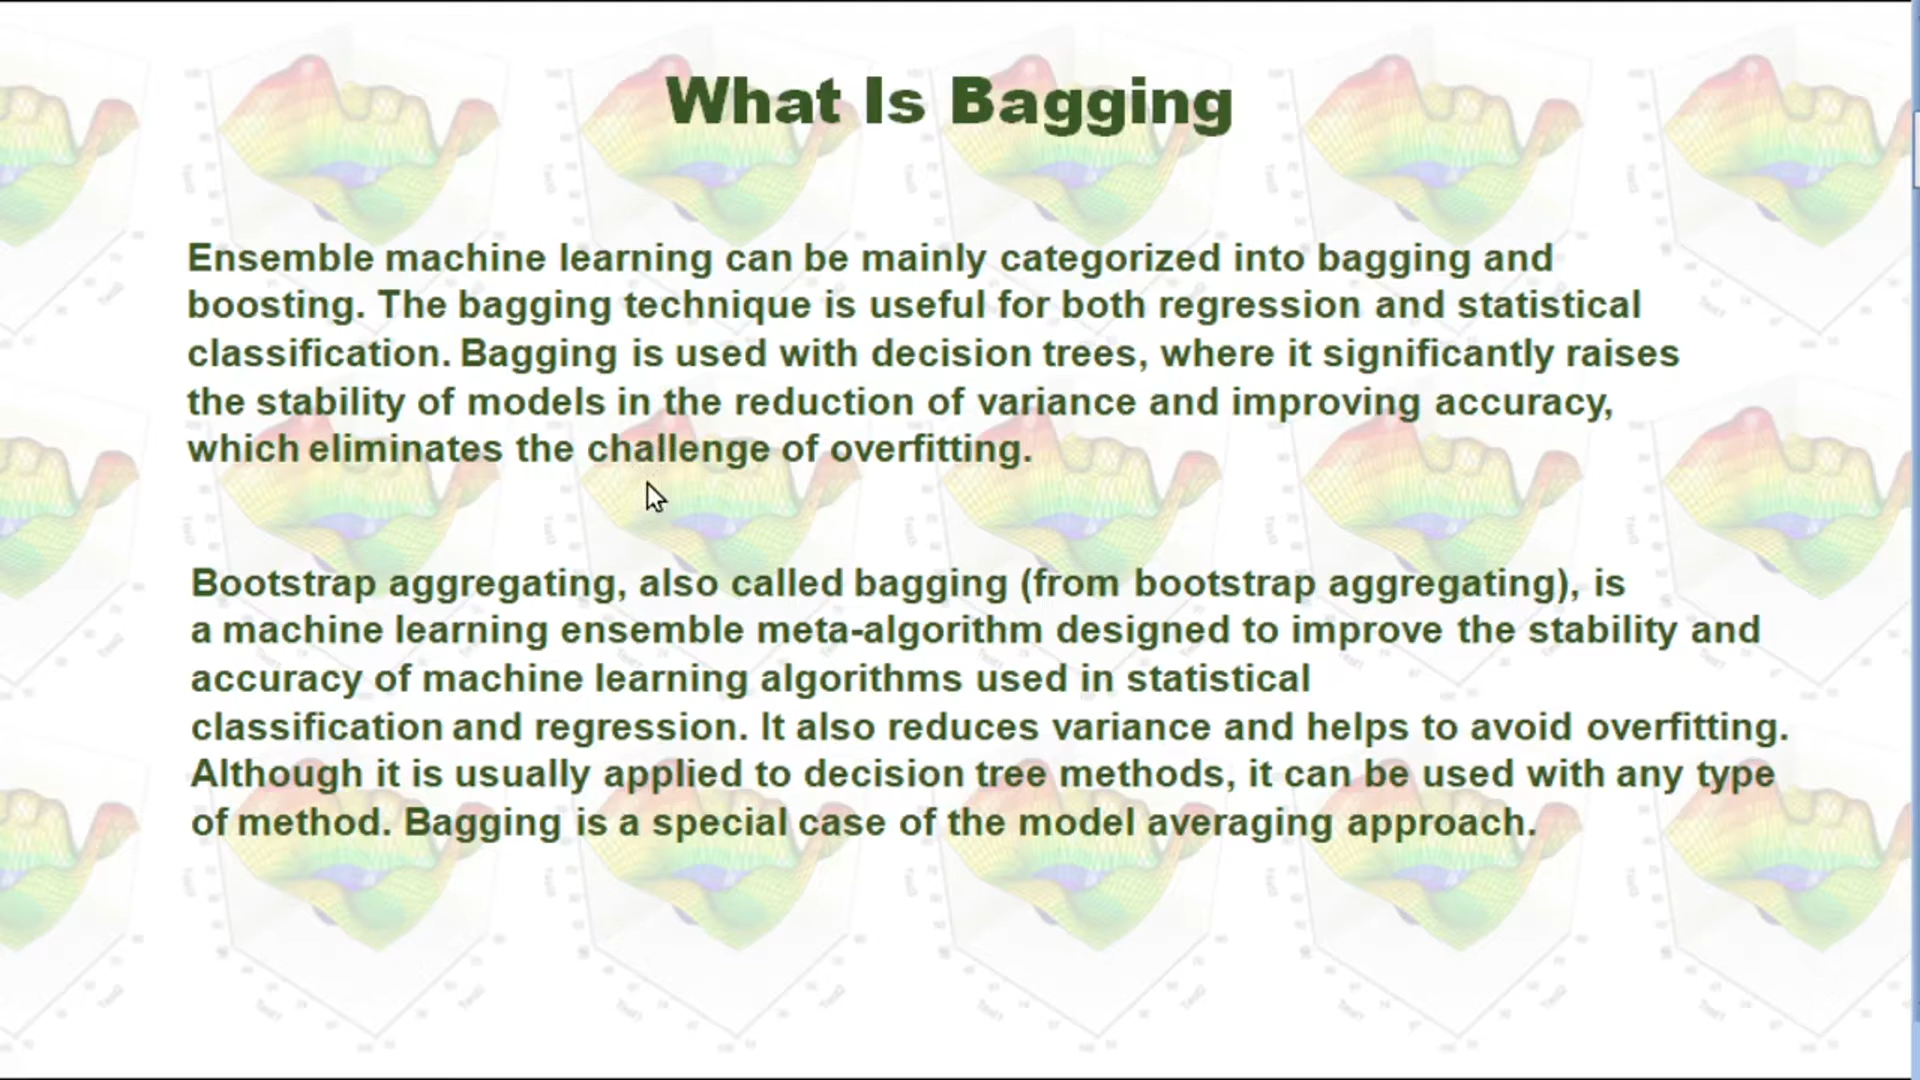 What Is Bagging
Ensemble machine learning can be mainly categorized into bagging and
boosting. The bagging technique is useful for both regression and statistical
classification. Bagging is used with decision trees, where it significantly raises
the stability of models in the reduction of variance and improving accuracy,
which eliminates the challenge of overfitting.
Bootstrap aggregating, also called bagging (from bootstrap aggregating), is
a machine learning ensemble meta-algorithm designed to improve the stability and
accuracy of machine learning algorithms used in statistical
classification and regression. It also reduces variance and helps to avoid overfitting.
Although it is usually applied to decision tree methods, it can be used with any type
of method. Bagging is a special case of the model averaging approach.